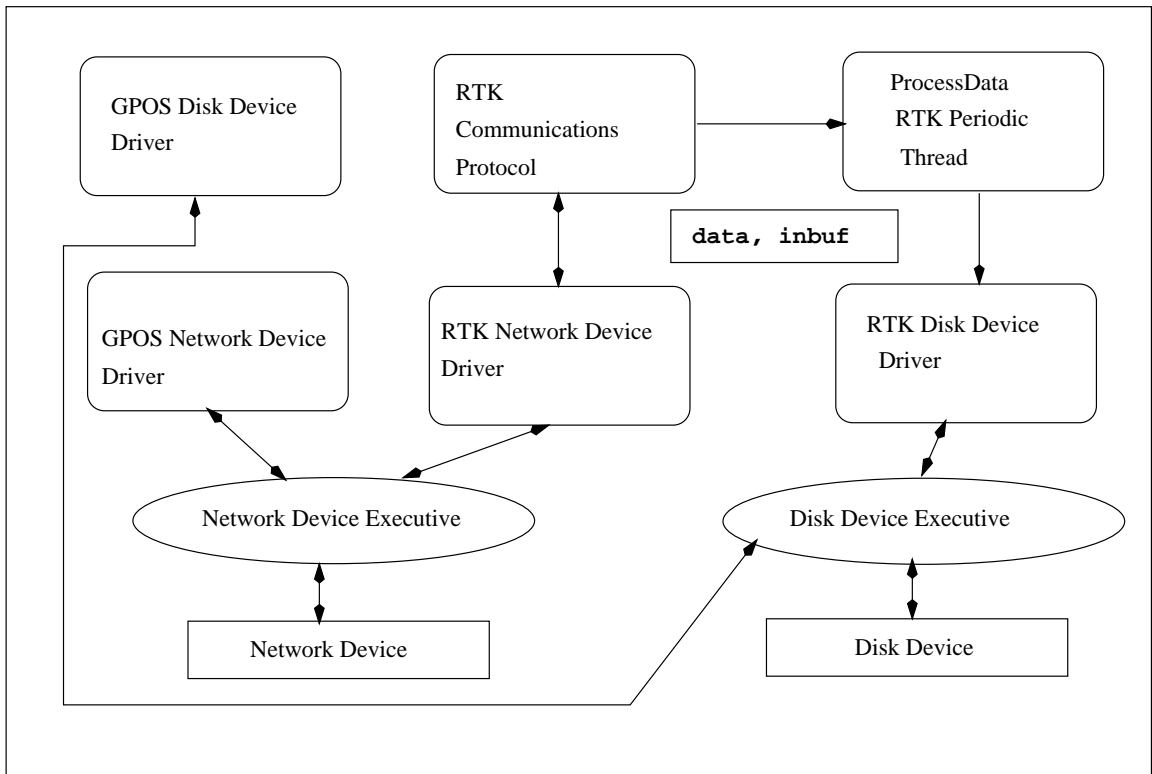 GPOS Disk Device
Driver
RTK
Communications
Protocol
ProcessData
RTK Periodic
Thread
data, inbuf
GPOS Network Device
Driver
RTK Network Device
Driver
RTK Disk Device
Driver
Network Device Executive
Disk Device Executive
Network Device
Disk Device